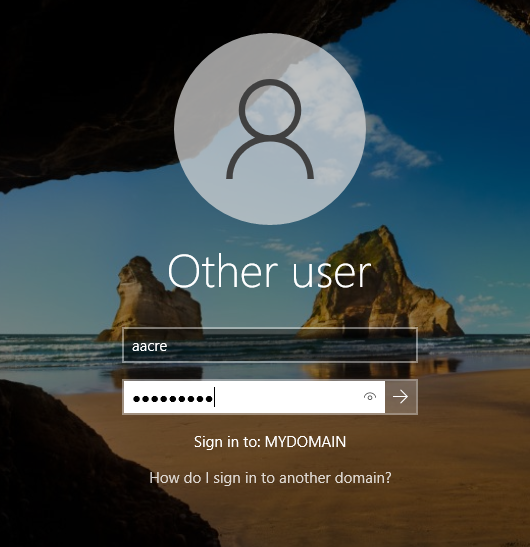 Other user
aacre
●●●●●●●●●
Sign in to: MYDOMAIN
How do I sign in to another domain?